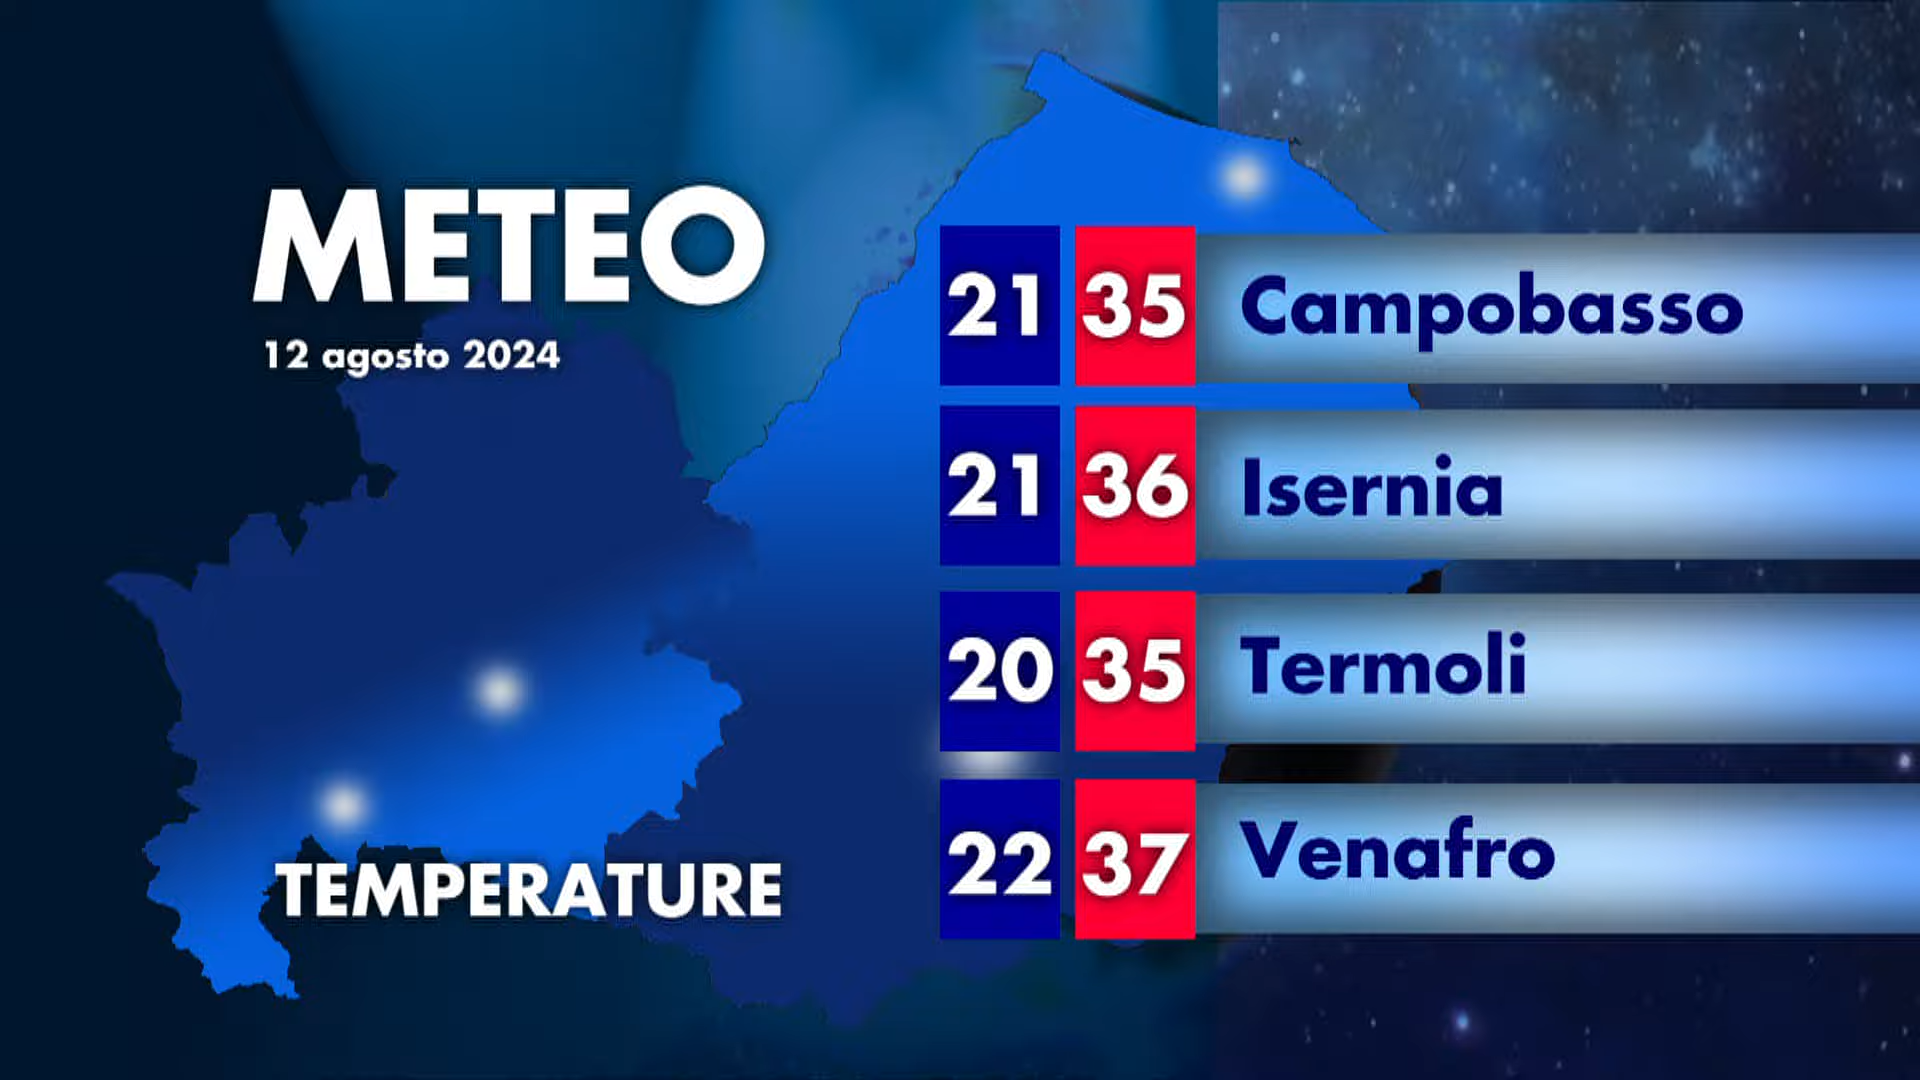 METEO
12 agosto 2024
21 35 Campobasso
21 36 Isernia
20 35 Termoli
22 37 Venafro
TEMPERATURE